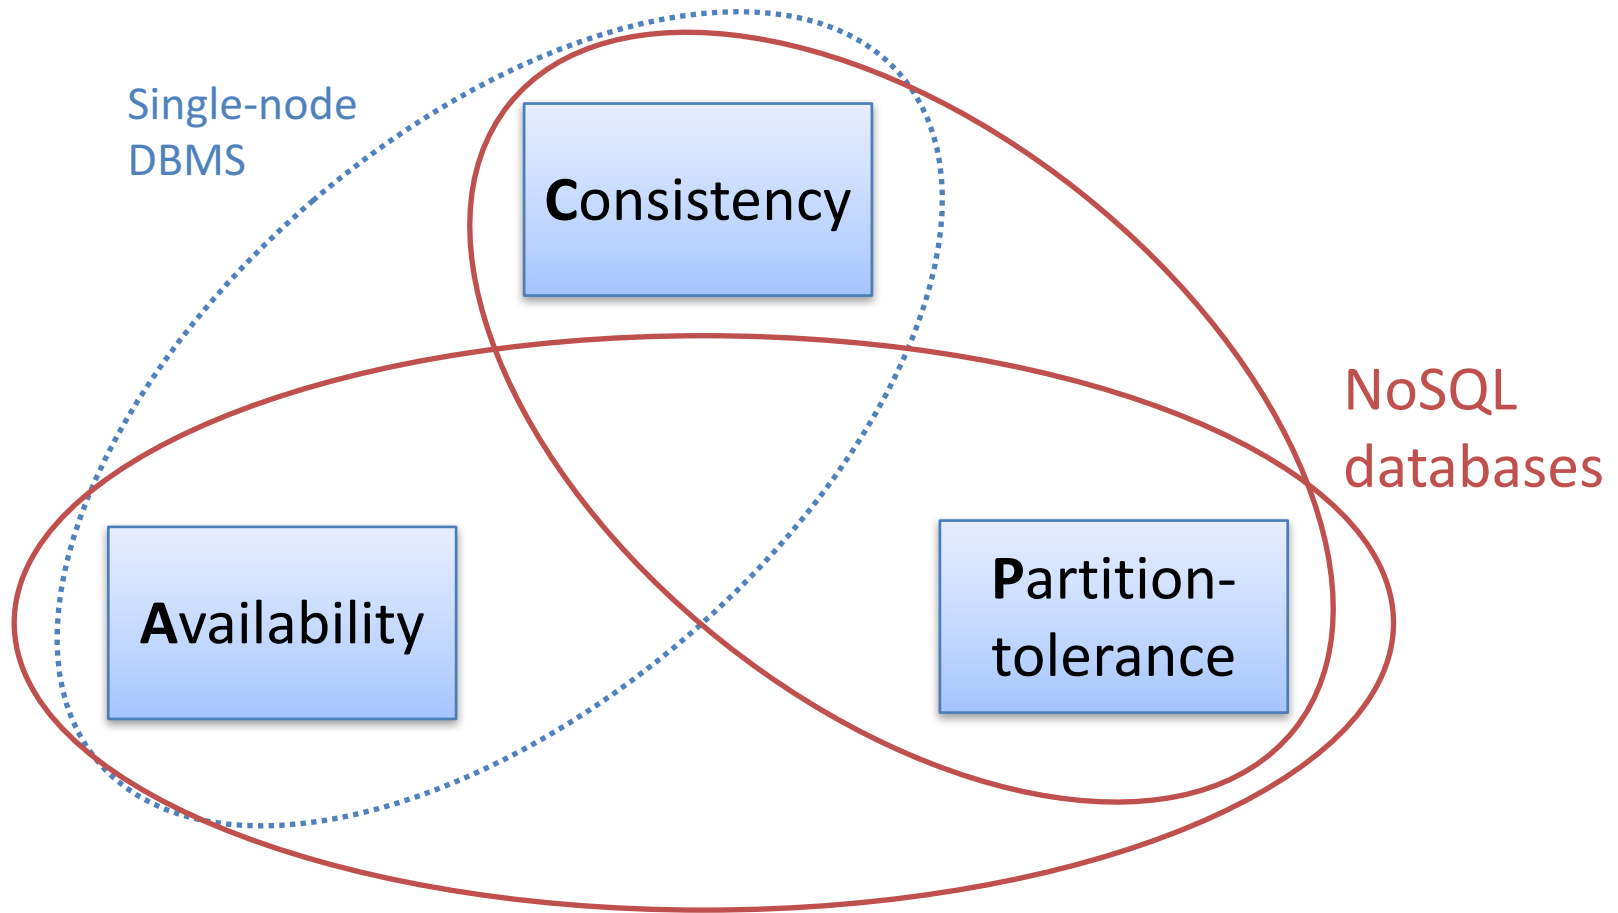 Single-node
DBMS
Consistency
NoSQL
databases
Availability
Partition-
tolerance